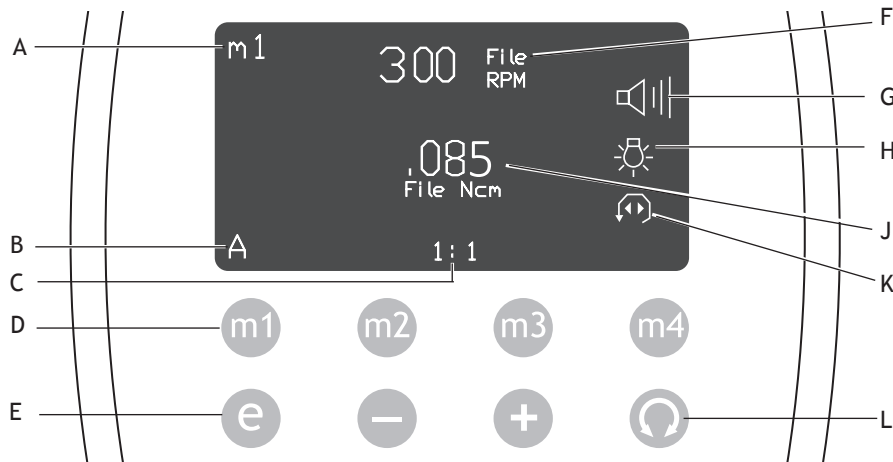 A
m1
300
File
RPM
F
G
H
.085
File Ncm
J
K
B
A
1:1
C
D
m1
m2
m3
m4
E
e
−
+
L